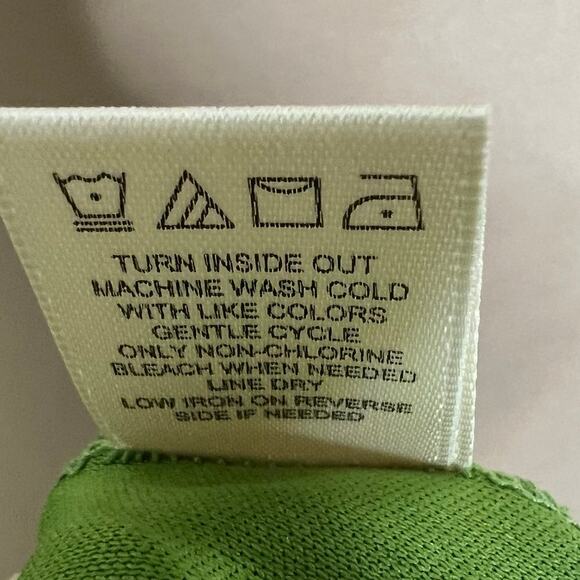 TURN INSIDE OUT
MACHINE WASH COLD
WITH LIKE COLORS
GENTLE CYCLE
ONLY NON-CHLORINE
BLEACH WHEN NEEDED
LINE DRY
LOW IRON ON REVERSE
SIDE IF NEEDED